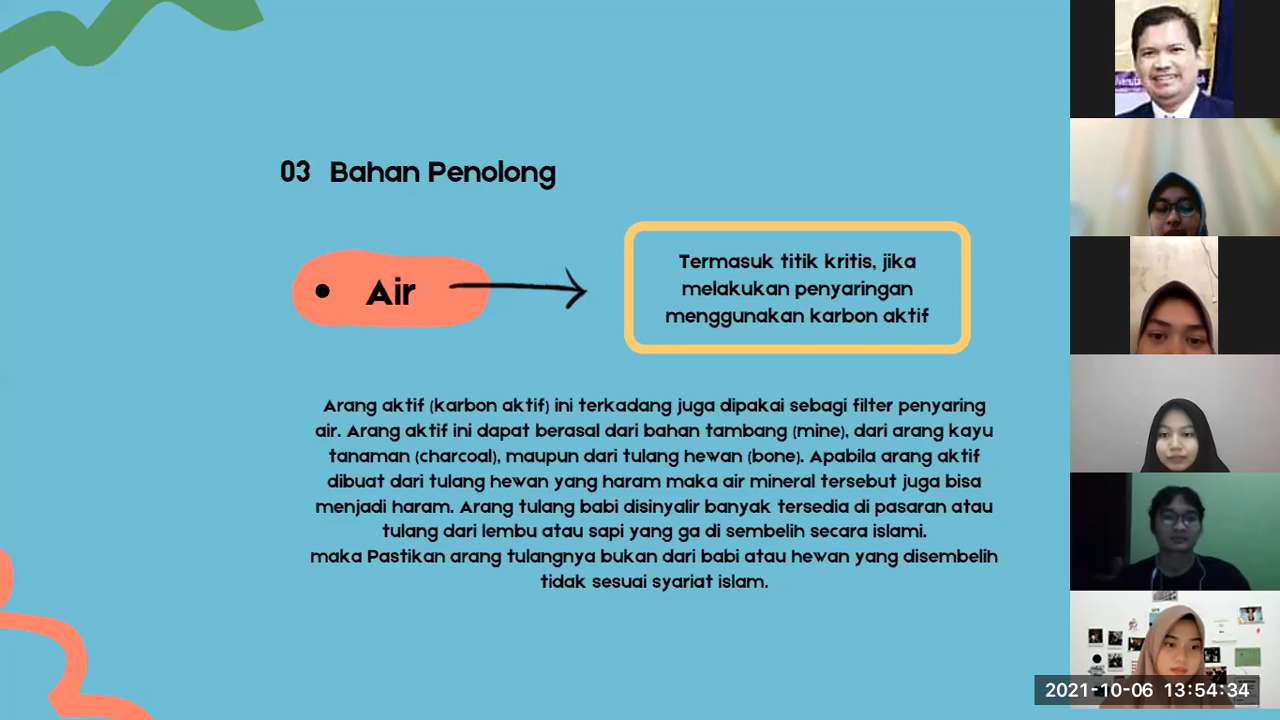 03 Bahan Penolong
Air
Termasuk titik kritis, jika
melakukan penyaringan
menggunakan karbon aktif
Arang aktif (karbon aktif) ini terkadang juga dipakai sebagi filter penyaring
air. Arang aktif ini dapat berasal dari bahan tambang (mine), dari arang kayu
tanaman (charcoal), maupun dari tulang hewan (bone). Apabila arang aktif
dibuat dari tulang hewan yang haram maka air mineral tersebut juga bisa
menjadi haram. Arang tulang babi disinyalir banyak tersedia di pasaran atau
tulang dari lembu atau sapi yang ga di sembelih secara islami.
maka Pastikan arang tulangnya bukan dari babi atau hewan yang disembelih
tidak sesuai syariat islam.
2021-10-06 13:54:34